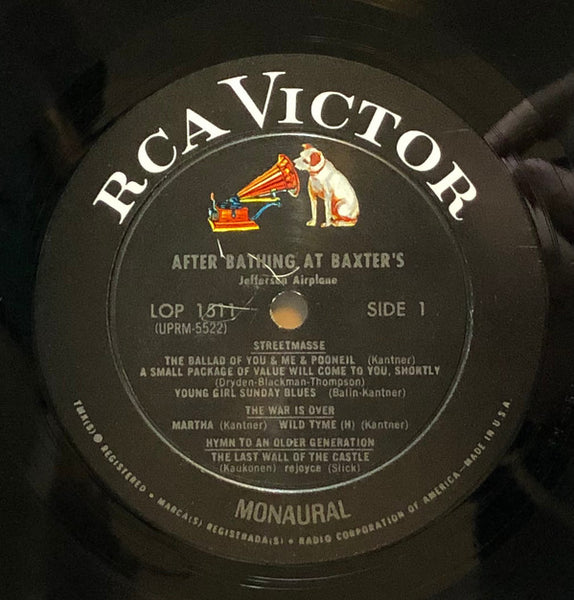 RCA VICTOR
AFTER BATHING AT BAXTER'S
Jefferson Airplane
LOP 1511 SIDE 1
(UPRM-5522)
STREETMASSE
THE BALLAD OF YOU & ME & POONEIL (Kantner)
A SMALL PACKAGE OF VALUE WILL COME TO YOU, SHORTLY
(Dryden-Blackman-Thompson)
YOUNG GIRL SUNDAY BLUES (Balin-Kantner)
THE WAR IS OVER
MARTHA (Kantner) WILD TYME (H) (Kantner)
HYMN TO AN OLDER GENERATION
THE LAST WALL OF THE CASTLE
(Kaukonen) rejoyce (Slick)
MONAURAL
TMK(S) ® REGISTERED • MARCA(S) REGISTRADA(S) • RADIO CORPORATION OF AMERICA—MADE IN U.S.A